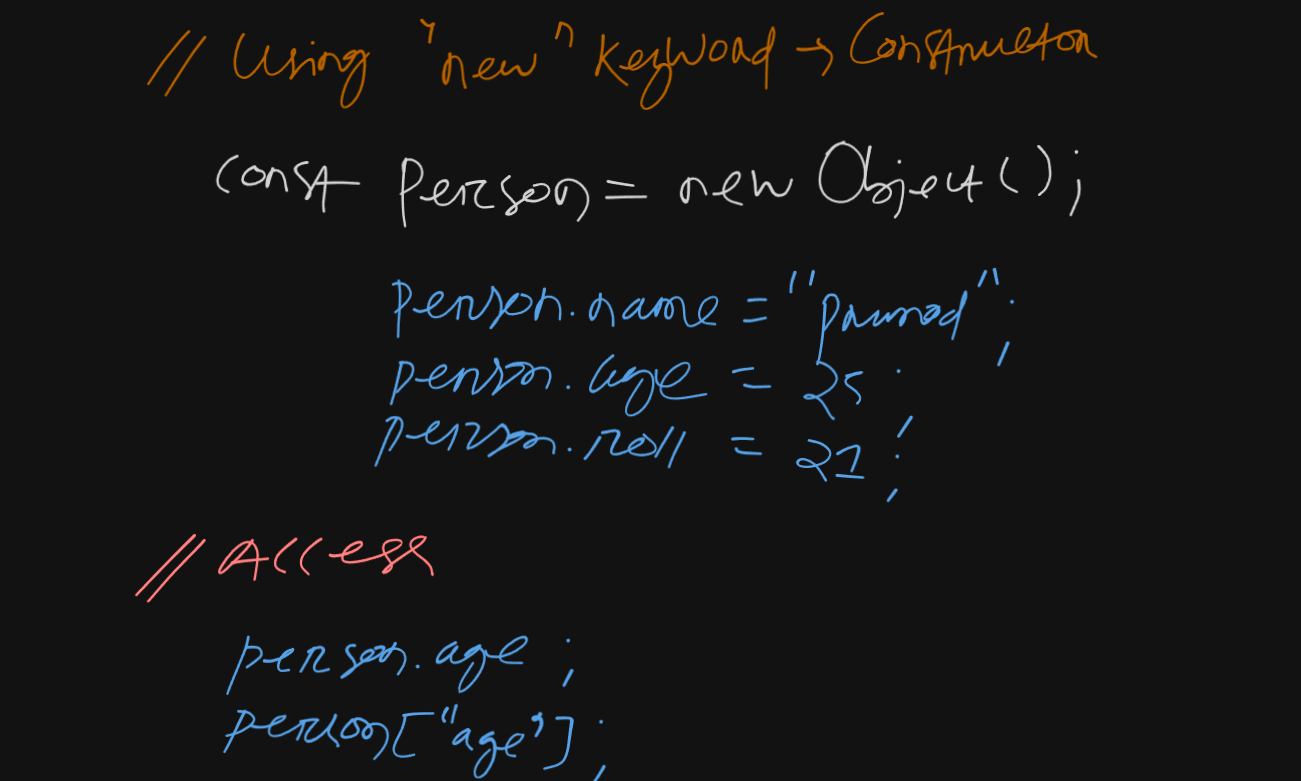 // Using "new" Keyword → Constructor
const person = new Object();
person.name = "pramod";
person.age = 25;
person.roll = 21;
// Access
person.age;
person["age"];